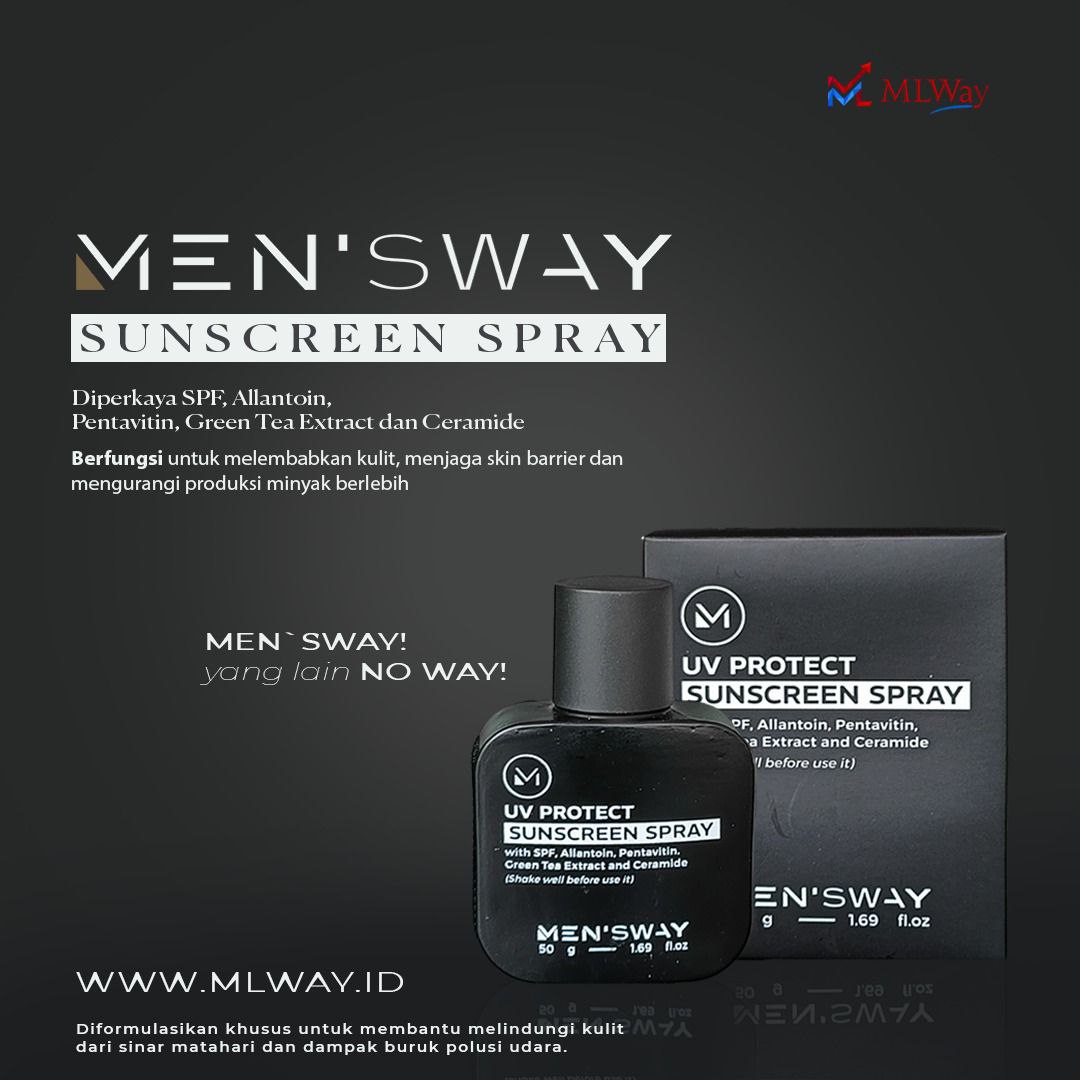 MLWay
MEN'SWAY
SUNSCREEN SPRAY
Diperkaya SPF, Allantoin,
Pentavitin, Green Tea Extract dan Ceramide
Berfungsi untuk melembabkan kulit, menjaga skin barrier dan
mengurangi produksi minyak berlebih
MEN`SWAY!
yang lain NO WAY!
M
UV PROTECT
SUNSCREEN SPRAY
PF, Allantoin, Pentavitin,
a Extract and Ceramide
ll before use it)
EN'SWAY
g — 1.69 fl.oz
M
UV PROTECT
SUNSCREEN SPRAY
with SPF, Allantoin, Pentavitin,
Green Tea Extract and Ceramide
(Shake well before use it)
MEN'SWAY
50 g — 1.69 fl.oz
WWW.MLWAY.ID
Diformulasikan khusus untuk membantu melindungi kulit
dari sinar matahari dan dampak buruk polusi udara.